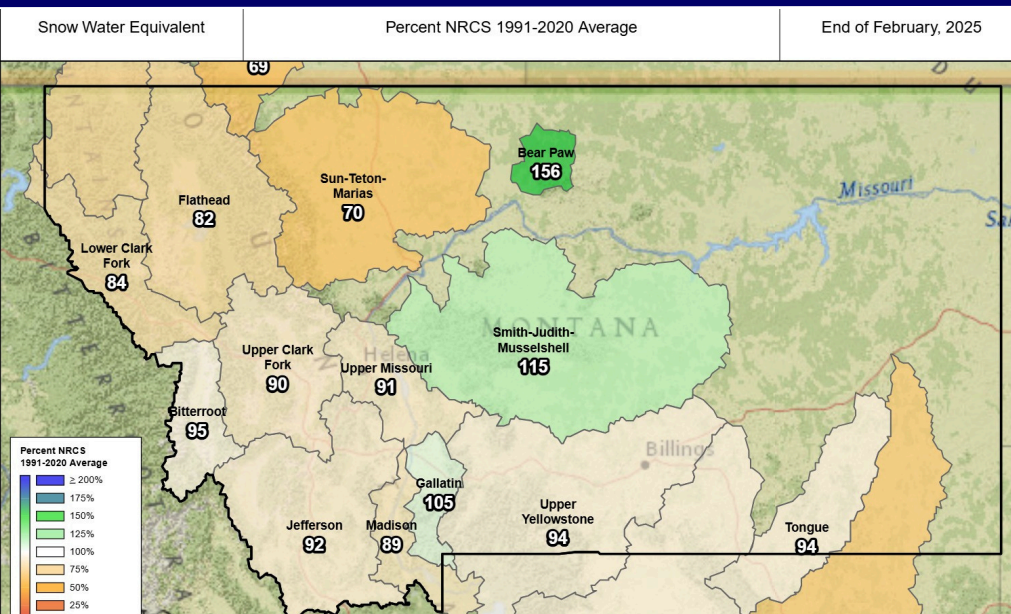 Snow Water Equivalent
Percent NRCS 1991-2020 Average
End of February, 2025
69
Bear Paw
156
Sun-Teton-
Marias
70
Missouri
Flathead
82
Lower Clark
Fork
84
MONTANA
Smith-Judith-
Musselshell
115
Helena
Upper Clark
Fork
90
Upper Missouri
91
Bitterroot
95
Billings
Gallatin
105
Upper
Yellowstone
94
Jefferson
92
Madison
89
Tongue
94
Percent NRCS
1991-2020 Average
≥ 200%
175%
150%
125%
100%
75%
50%
25%